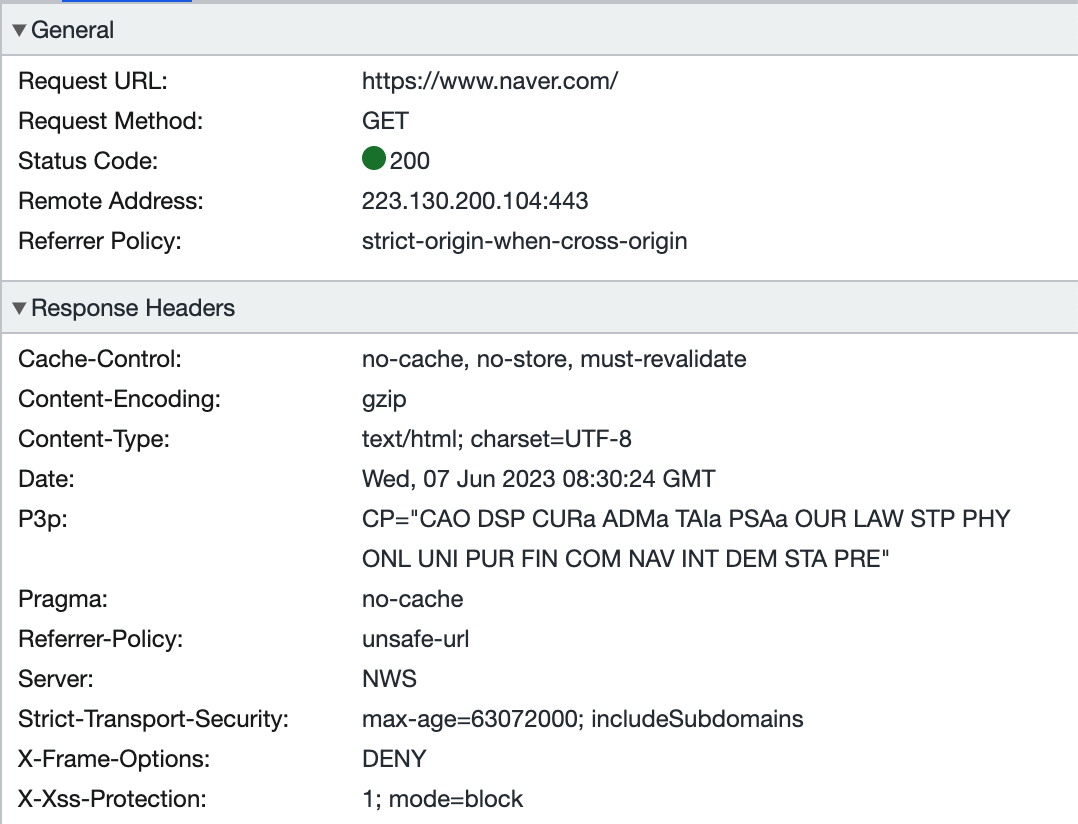 General
Request URL: https://www.naver.com/
Request Method: GET
Status Code: 200
Remote Address: 223.130.200.104:443
Referrer Policy: strict-origin-when-cross-origin
Response Headers
Cache-Control: no-cache, no-store, must-revalidate
Content-Encoding: gzip
Content-Type: text/html; charset=UTF-8
Date: Wed, 07 Jun 2023 08:30:24 GMT
P3p: CP="CAO DSP CURa ADMa TAIa PSAa OUR LAW STP PHY
ONL UNI PUR FIN COM NAV INT DEM STA PRE"
Pragma: no-cache
Referrer-Policy: unsafe-url
Server: NWS
Strict-Transport-Security: max-age=63072000; includeSubdomains
X-Frame-Options: DENY
X-Xss-Protection: 1; mode=block